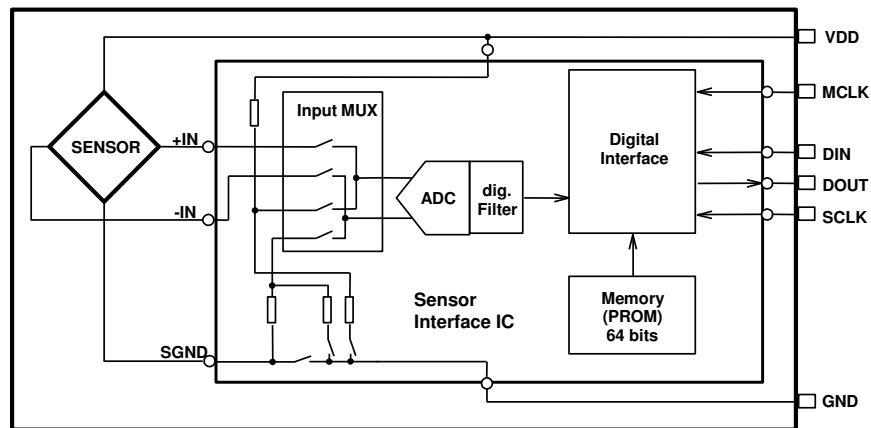 VDD
MCLK
Input MUX
+IN
SENSOR
Digital
Interface
DIN
DOUT
ADC
dig.
Filter
-IN
SCLK
Sensor
Interface IC
Memory
(PROM)
64 bits
SGND
GND